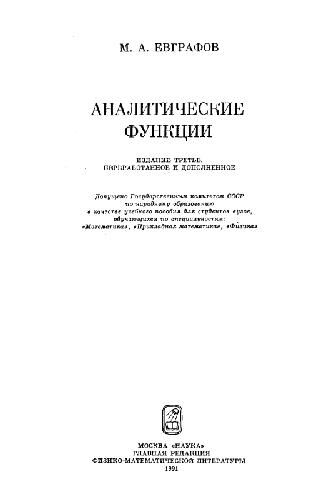 М. А. ЕВГРАФОВ
АНАЛИТИЧЕСКИЕ
ФУНКЦИИ
ИЗДАНИЕ ТРЕТЬЕ,
ПЕРЕРАБОТАННОЕ И ДОПОЛНЕННОЕ
Допущено Государственным комитетом СССР
по народному образованию
в качестве учебного пособия для студентов вузов,
обучающихся по специальностям:
«Математика», «Прикладная математика», «Физика»
МОСКВА «НАУКА»
ГЛАВНАЯ РЕДАКЦИЯ
ФИЗИКО-МАТЕМАТИЧЕСКОЙ ЛИТЕРАТУРЫ
1991